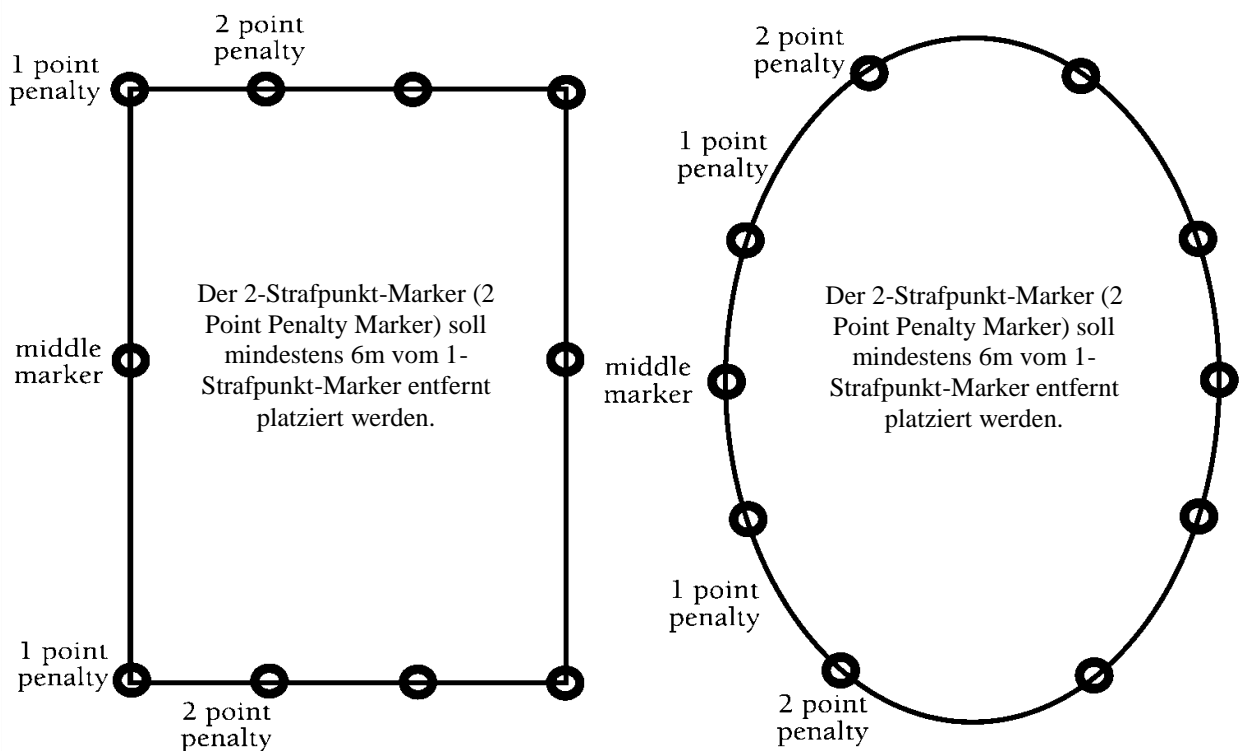 2 point
penalty
1 point
penalty
Der 2-Strafpunkt-Marker (2
Point Penalty Marker) soll
mindestens 6m vom 1-
Strafpunkt-Marker entfernt
platziert werden.
middle
marker
1 point
penalty
2 point
penalty
2 point
penalty
1 point
penalty
Der 2-Strafpunkt-Marker (2
Point Penalty Marker) soll
mindestens 6m vom 1-
Strafpunkt-Marker entfernt
platziert werden.
middle
marker
1 point
penalty
2 point
penalty